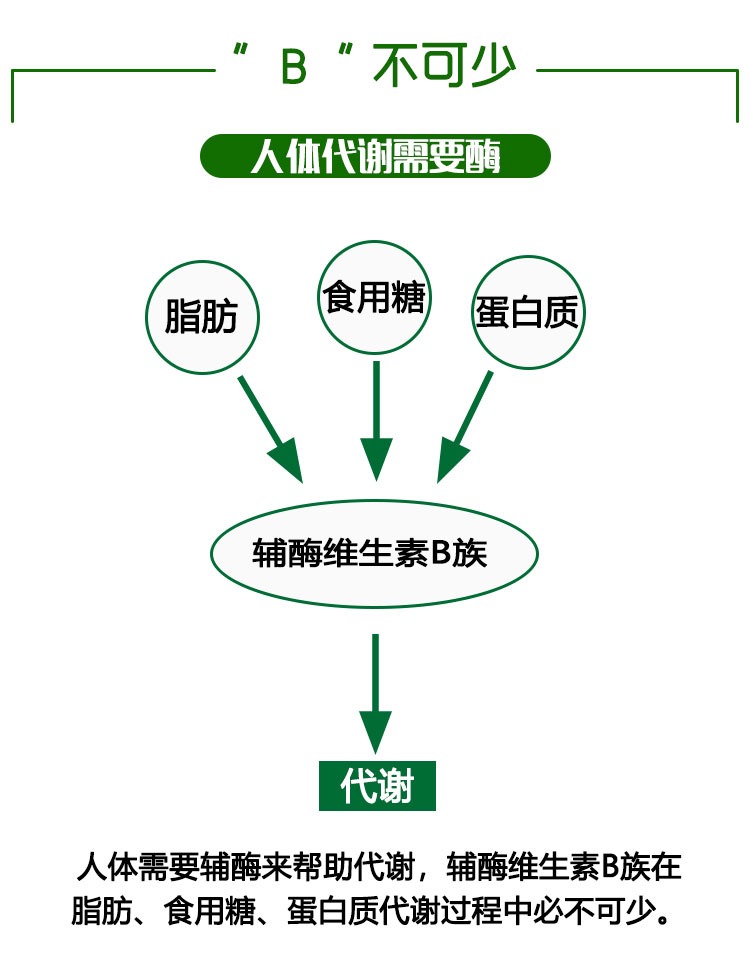 "B"不可少
人体代谢需要酶
脂肪
食用糖
蛋白质
辅酶维生素B族
代谢
人体需要辅酶来帮助代谢，辅酶维生素B族在
脂肪、食用糖、蛋白质代谢过程中必不可少。